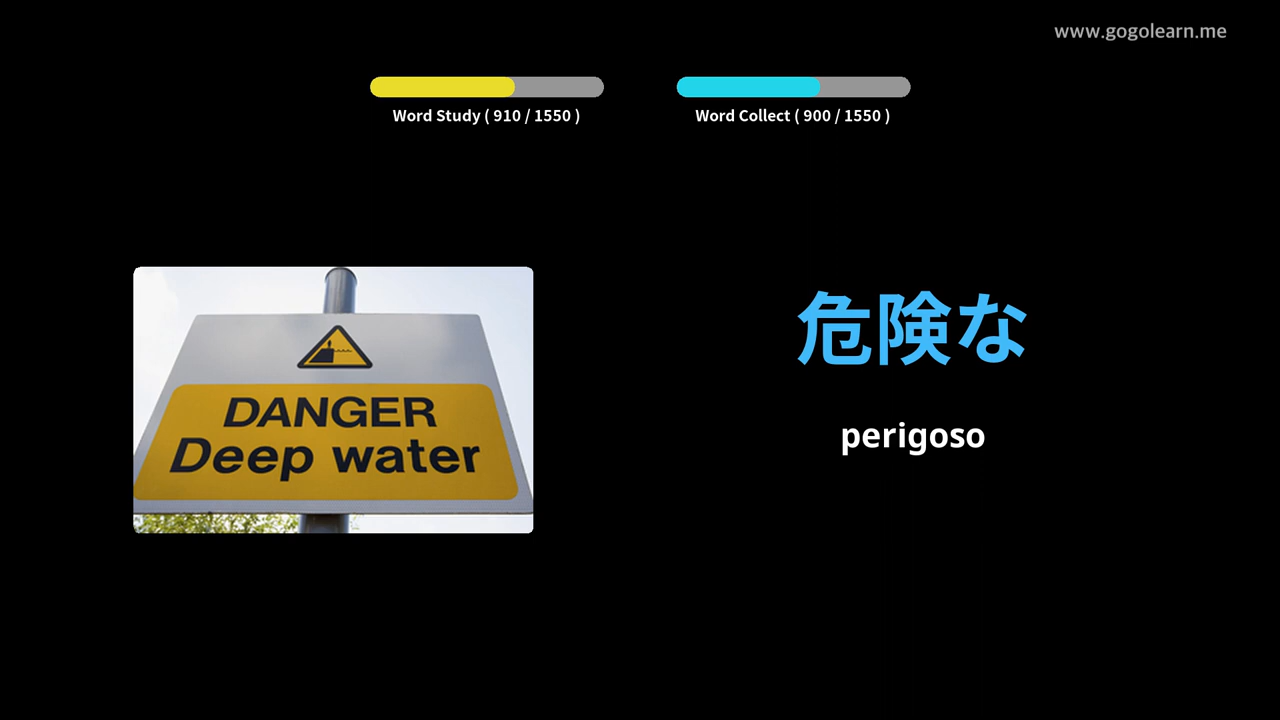 www.gogolearn.me
Word Study ( 910 / 1550 )
Word Collect ( 900 / 1550 )
DANGER
Deep water
危険な
perigoso